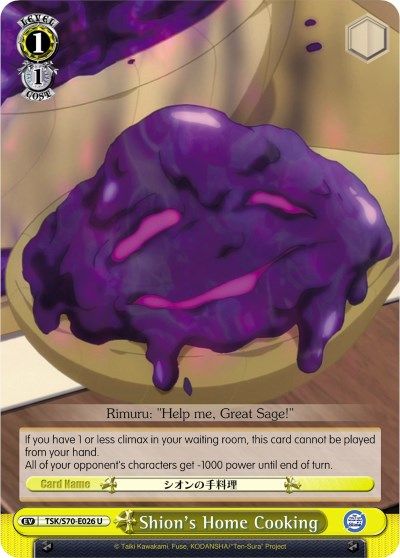 LEVEL
1
1
COST
Rimuru: "Help me, Great Sage!"
If you have 1 or less climax in your waiting room, this card cannot be played
from your hand.
All of your opponent's characters get -1000 power until end of turn.
Card Name シオンの手料理
EV TSK/S70-E026 U Shion's Home Cooking
© Taiki Kawakami, Fuse, KODANSHA/"Ten-Sura" Project